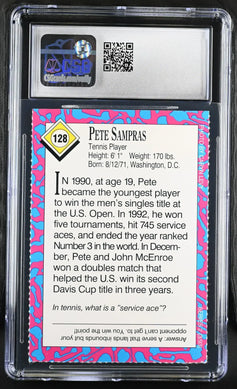 CSG
CSGcards.com/verify
128
PETE SAMPRAS
Tennis Player
Height: 6' 1" Weight: 170 lbs.
Born: 8/12/71, Washington, D.C.
IN 1990, at age 19, Pete
became the youngest player
to win the men's singles title at
the U.S. Open. In 1992, he won
five tournaments, hit 745 service
aces, and ended the year ranked
Number 3 in the world. In Decem-
ber, Pete and John McEnroe
won a doubles match that
helped the U.S. win its second
Davis Cup title in three years.
In tennis, what is a "service ace"?
Answer: A serve that lands inbounds but your
opponent can't get to. You win the point!